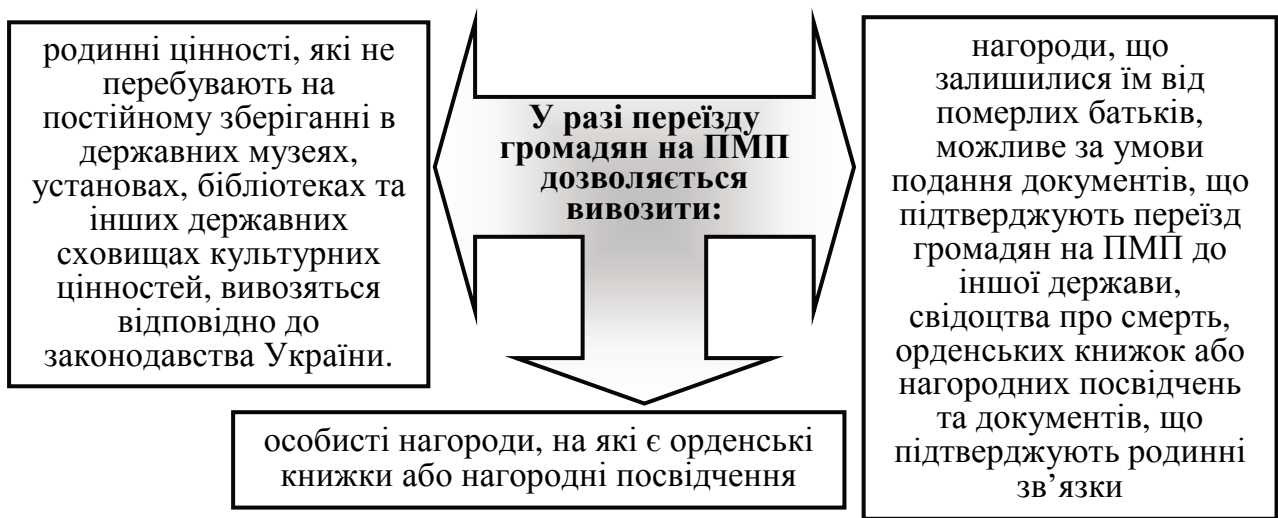 родинні цінності, які не
перебувають на
постійному зберіганні в
державних музеях,
установах, бібліотеках та
інших державних
сховищах культурних
цінностей, вивозяться
відповідно до
законодавства України.
У разі переїзду
громадян на ПМП
дозволяється
вивозити:
нагороди, що
залишилися їм від
померлих батьків,
можливе за умови
подання документів, що
підтверджують переїзд
громадян на ПМП до
іншої держави,
свідоцтва про смерть,
орденських книжок або
нагородних посвідчень
та документів, що
підтверджують родинні
зв’язки
особисті нагороди, на які є орденські
книжки або нагородні посвідчення